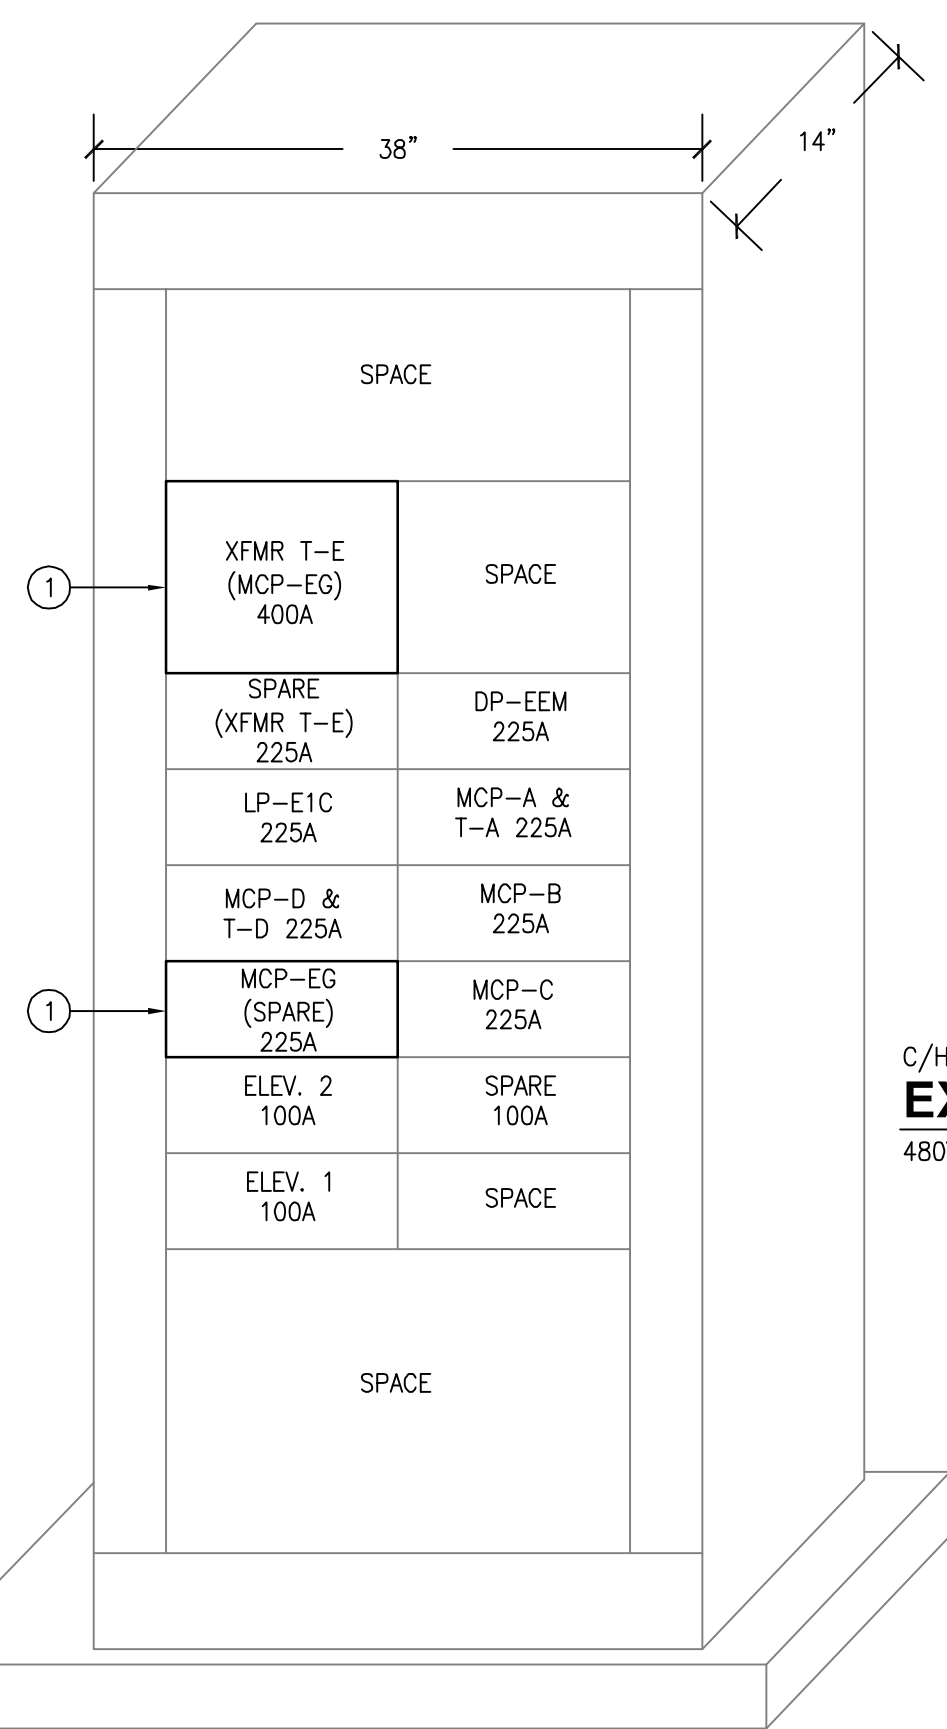 38"
14"
SPACE
XFMR T-E
(MCP-EG)
400A
SPACE
1
SPARE
(XFMR T-E)
225A
DP-EEM
225A
LP-E1C
225A
MCP-A &
T-A 225A
MCP-D &
T-D 225A
MCP-B
225A
1
MCP-EG
(SPARE)
225A
MCP-C
225A
ELEV. 2
100A
SPARE
100A
ELEV. 1
100A
SPACE
SPACE
C/H
EX
480